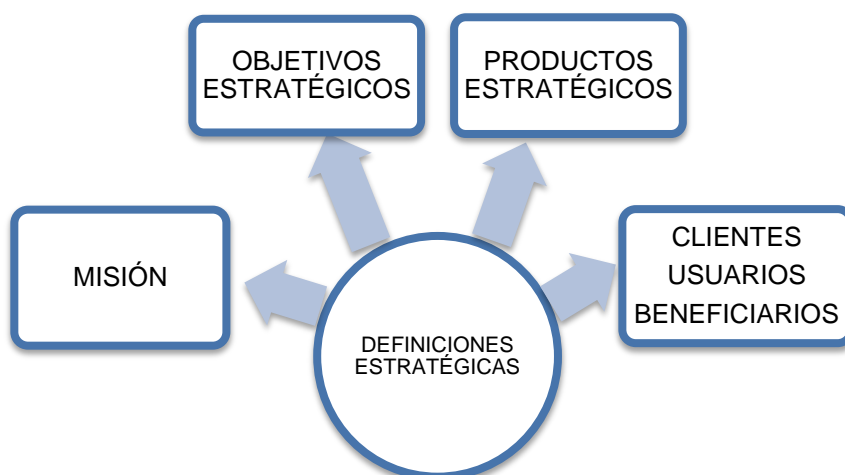 OBJETIVOS
ESTRATÉGICOS
PRODUCTOS
ESTRATÉGICOS
MISIÓN
CLIENTES
USUARIOS
BENEFICIARIOS
DEFINICIONES
ESTRATÉGICAS